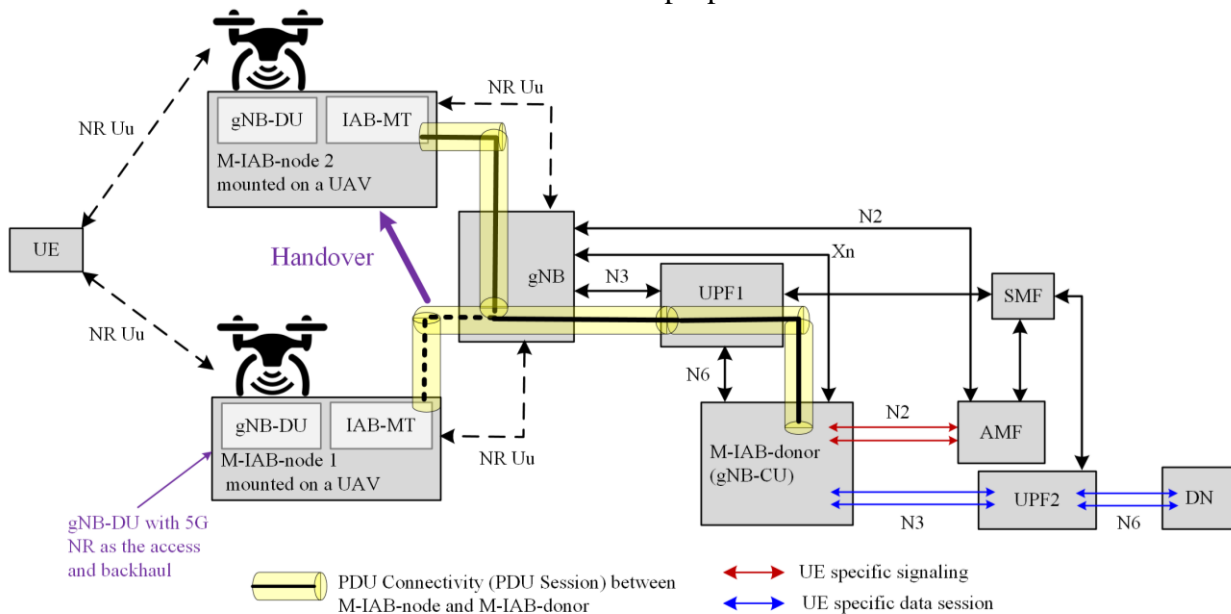 NR Uu
gNB-DU
IAB-MT
M-IAB-node 2
mounted on a UAV
NR Uu
UE
Handover
gNB
N2
Xn
N3
UPF1
SMF
NR Uu
N6
gNB-DU
IAB-MT
M-IAB-node 1
mounted on a UAV
NR Uu
M-IAB-donor
(gNB-CU)
N2
AMF
N3
UPF2
N6
DN
gNB-DU with 5G
NR as the access
and backhaul
PDU Connectivity (PDU Session) between
M-IAB-node and M-IAB-donor
UE specific signaling
UE specific data session